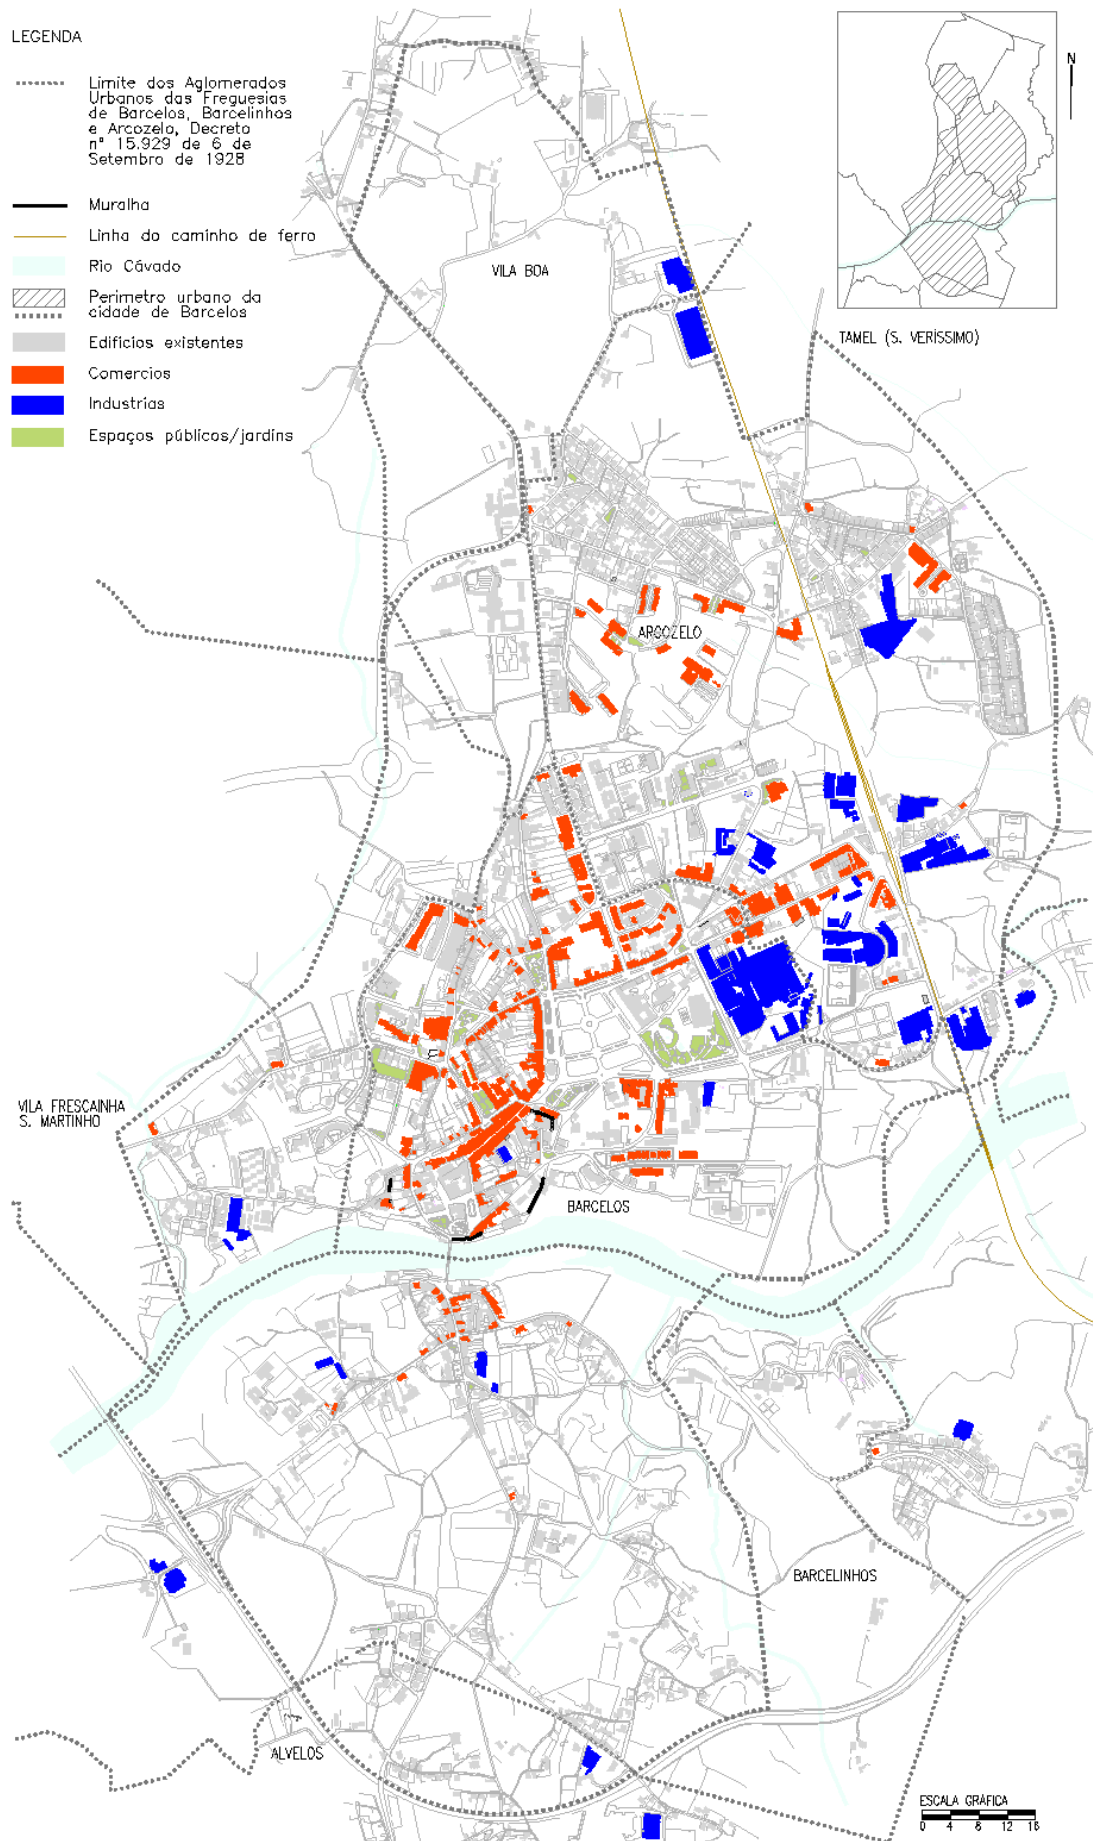 LEGENDA
Limite dos Aglomerados
Urbanos das Freguesias
de Barcelos, Barcelinhos
e Arcozelo, Decreto
nº 15.929 de 6 de
Setembro de 1928
Muralha
Linha do caminho de ferro
Rio Cávado
Perimetro urbano da
cidade de Barcelos
Edificios existentes
Comercios
Industrias
Espaços públicos/jardins
N
VILA BOA
TAMEL (S. VERÍSSIMO)
ARCOZELO
VILA FRESCAINHA
S. MARTINHO
BARCELOS
BARCELINHOS
ALVELOS
ESCALA GRÁFICA
0 4 8 12 16